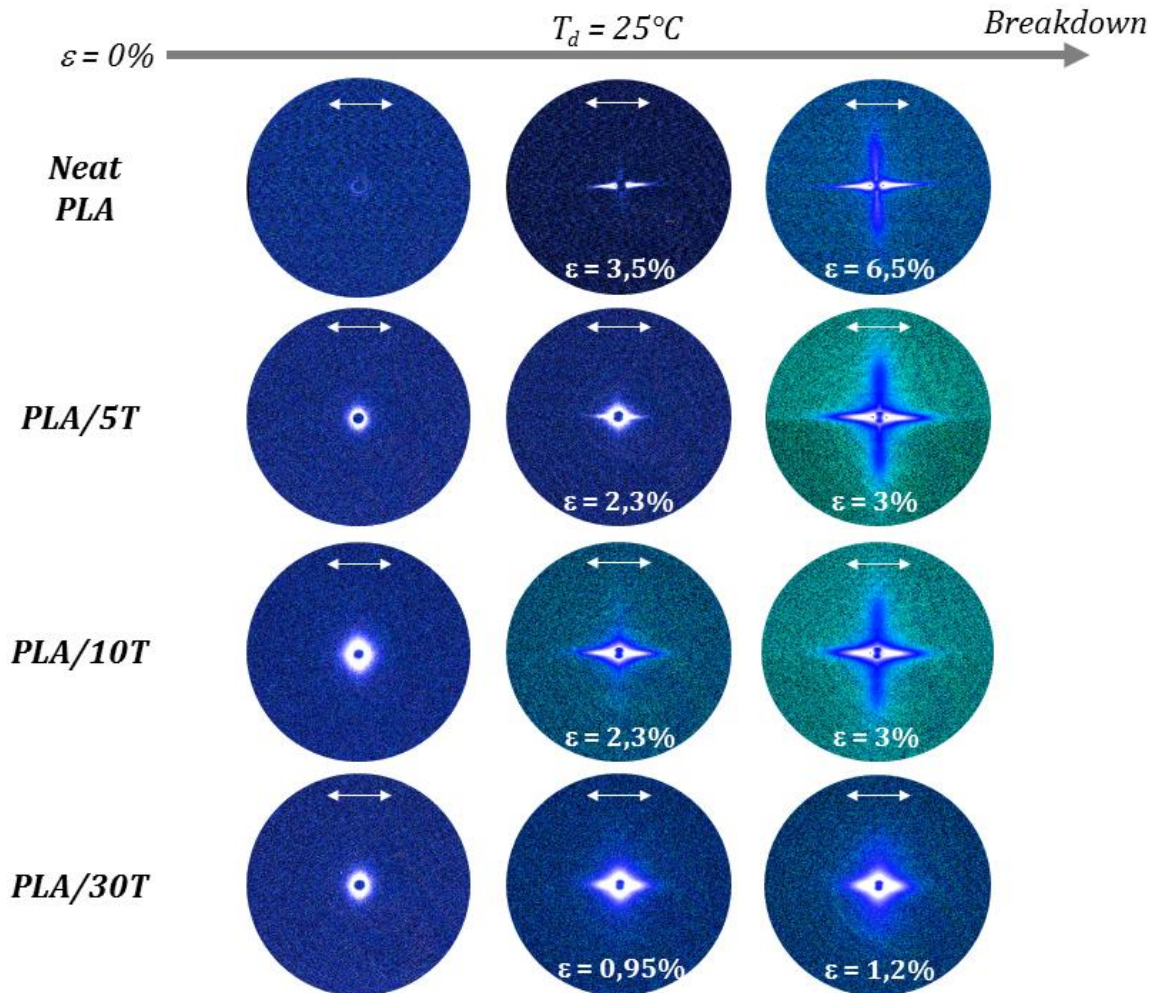 T_d = 25°C
Breakdown
ε = 0%
Neat
PLA
ε = 3,5%
ε = 6,5%
PLA/5T
ε = 2,3%
ε = 3%
PLA/10T
ε = 2,3%
ε = 3%
PLA/30T
ε = 0,95%
ε = 1,2%